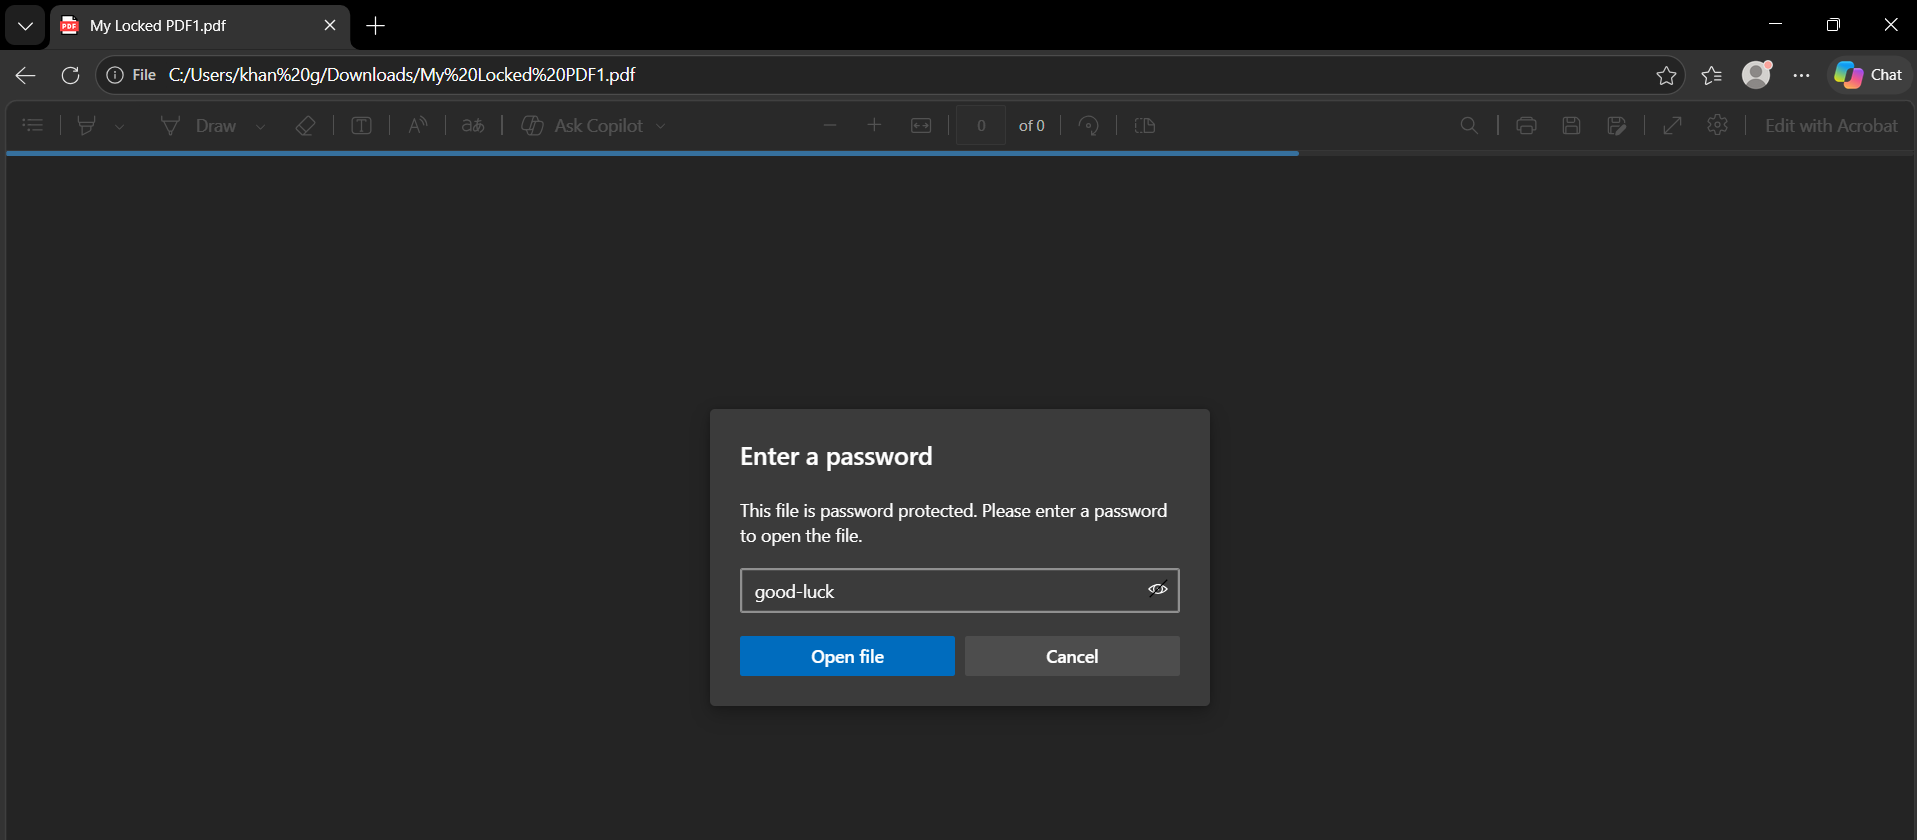 My Locked PDF1.pdf
File C:/Users/khan%20g/Downloads/My%20Locked%20PDF1.pdf
Chat
Draw
aあ
Ask Copilot
0 of 0
Edit with Acrobat
Enter a password
This file is password protected. Please enter a password
to open the file.
good-luck
Open file
Cancel